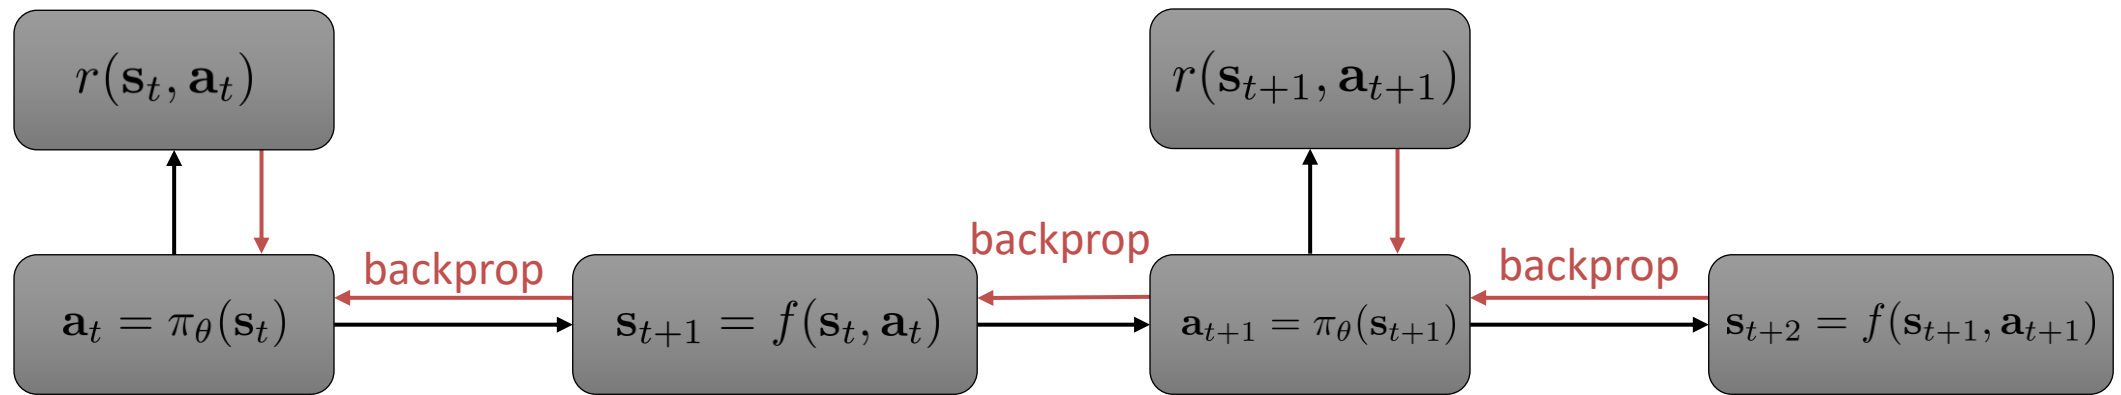 r(s_t, a_t)
r(s_{t+1}, a_{t+1})
backprop
backprop
backprop
a_t = π_θ(s_t)
s_{t+1} = f(s_t, a_t)
a_{t+1} = π_θ(s_{t+1})
s_{t+2} = f(s_{t+1}, a_{t+1})